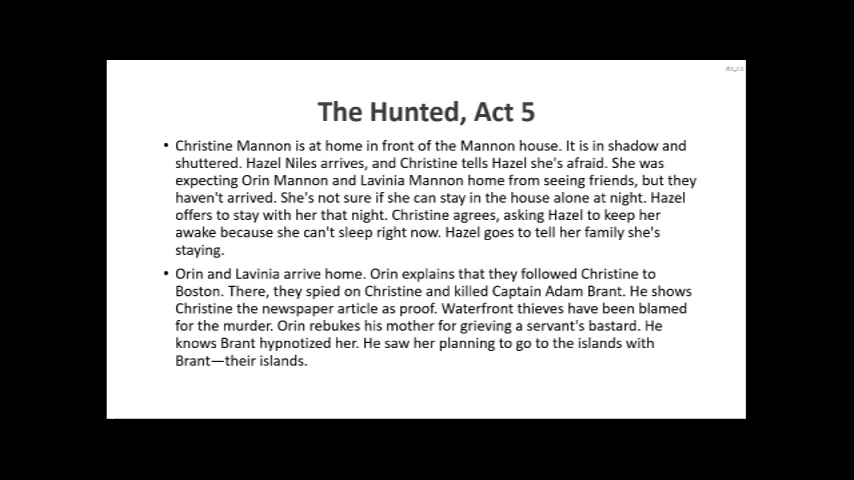 The Hunted, Act 5
• Christine Mannon is at home in front of the Mannon house. It is in shadow and
shuttered. Hazel Niles arrives, and Christine tells Hazel she's afraid. She was
expecting Orin Mannon and Lavinia Mannon home from seeing friends, but they
haven't arrived. She's not sure if she can stay in the house alone at night. Hazel
offers to stay with her that night. Christine agrees, asking Hazel to keep her
awake because she can't sleep right now. Hazel goes to tell her family she's
staying.
• Orin and Lavinia arrive home. Orin explains that they followed Christine to
Boston. There, they spied on Christine and killed Captain Adam Brant. He shows
Christine the newspaper article as proof. Waterfront thieves have been blamed
for the murder. Orin rebukes his mother for grieving a servant's bastard. He
knows Brant hypnotized her. He saw her planning to go to the islands with
Brant—their islands.